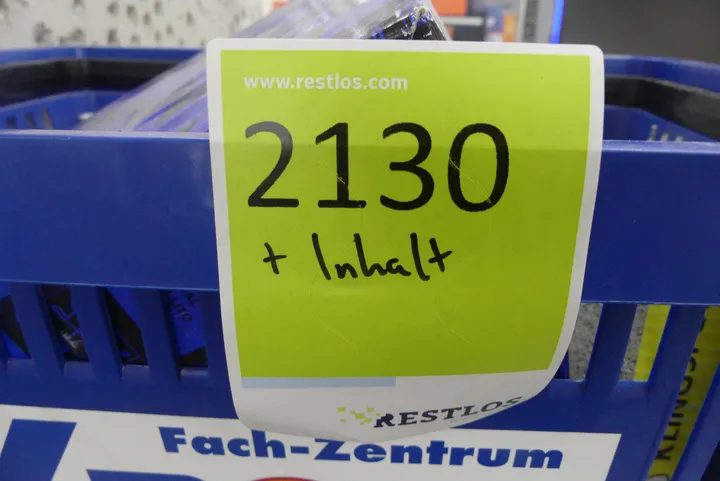 www.restlos.com
2130
+ Inhalt
RESTLOS
Fach-Zentrum